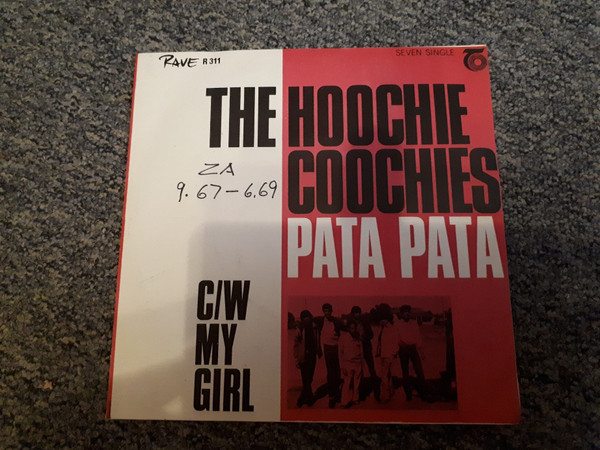 RAVE R 311
SEVEN SINGLE
THE HOOCHIE
COOCHIES
ZA
9.67-6.69
PATA PATA
C/W
MY
GIRL